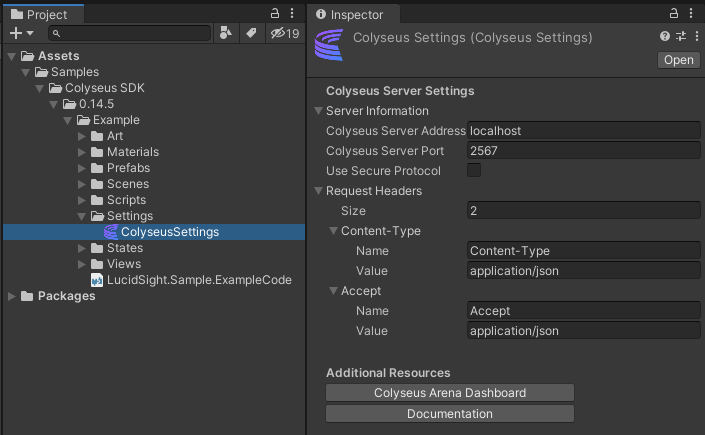 Project
19
Assets
Samples
Colyseus SDK
0.14.5
Example
Art
Materials
Prefabs
Scenes
Scripts
Settings
ColyseusSettings
States
Views
LucidSight.Sample.ExampleCode
Packages
Inspector
Colyseus Settings (Colyseus Settings)
Open
Colyseus Server Settings
Server Information
Colyseus Server Address localhost
Colyseus Server Port 2567
Use Secure Protocol
Request Headers
Size 2
Content-Type
Name Content-Type
Value application/json
Accept
Name Accept
Value application/json
Additional Resources
Colyseus Arena Dashboard
Documentation